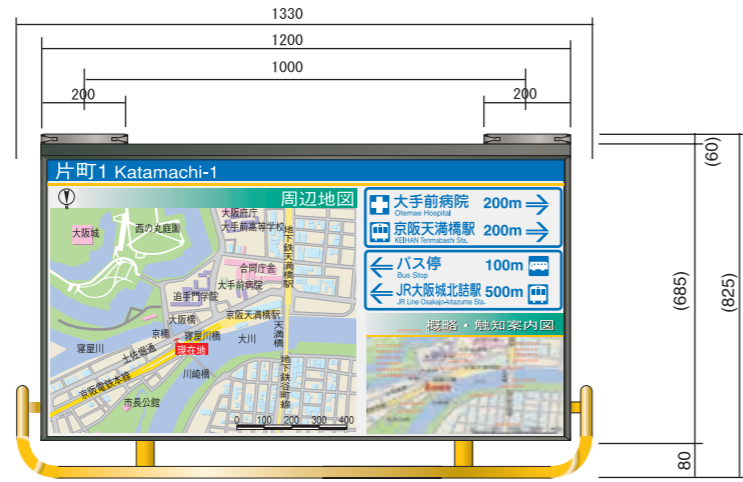 1330
1200
1000
200
200
(60)
(685)
(825)
80
片町1 Katamachi-1
周辺地図
大手前病院 200m
Otemae Hospital
京阪天満橋駅 200m
KEIHAN Tenmabashi Sta.
バス停 100m
Bus Stop
JR大阪城北詰駅 500m
JR Line Osakajo-Kitazume Sta.
概略・触知案内図
大阪府庁
大手前高等学校
大阪城
西の丸庭園
地下鉄天満橋駅
合同庁舎
大手前病院
追手門学院
大阪橋
京阪天満橋駅
京橋
寝屋川橋
大川
天満橋
寝屋川
土佐堀通
現在地
京阪電鉄本線
川崎橋
地下鉄谷町線
市長公館
0 100 200 300 400